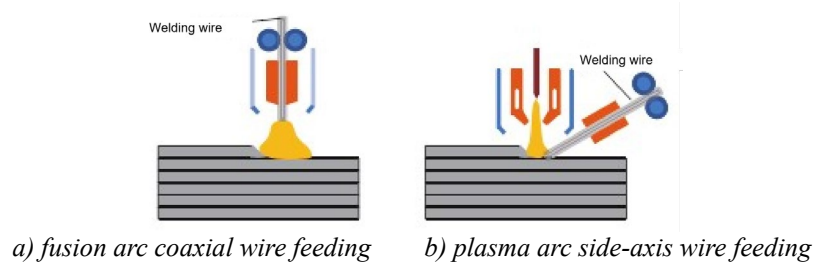 Welding wire
Welding wire
a) fusion arc coaxial wire feeding
b) plasma arc side-axis wire feeding